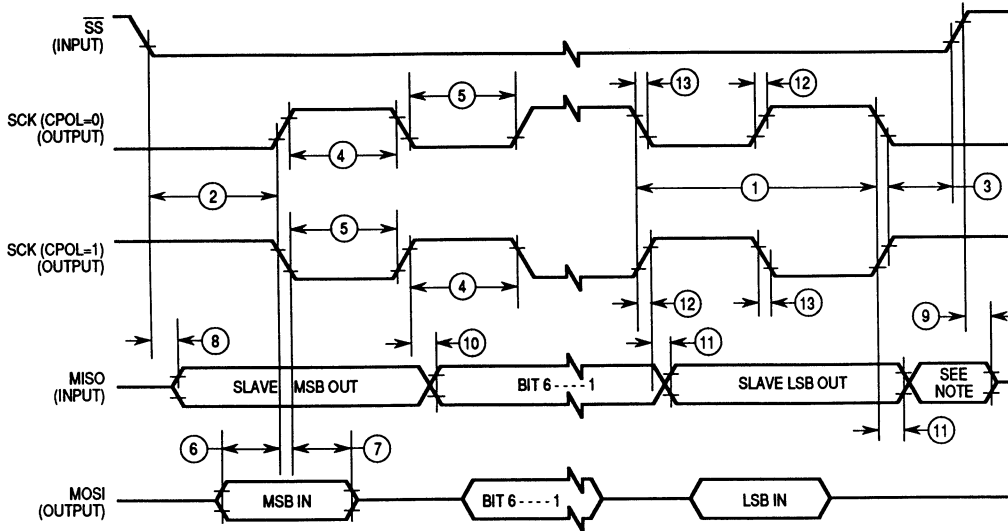 SS
(INPUT)
13
12
5
SCK (CPOL=0)
(OUTPUT)
4
2
1
3
5
SCK (CPOL=1)
(OUTPUT)
4
12
13
9
8
10
11
MISO
(INPUT)
SLAVE MSB OUT
BIT 6 - - - - 1
SLAVE LSB OUT
SEE
NOTE
6
7
11
MOSI
(OUTPUT)
MSB IN
BIT 6 - - - - 1
LSB IN